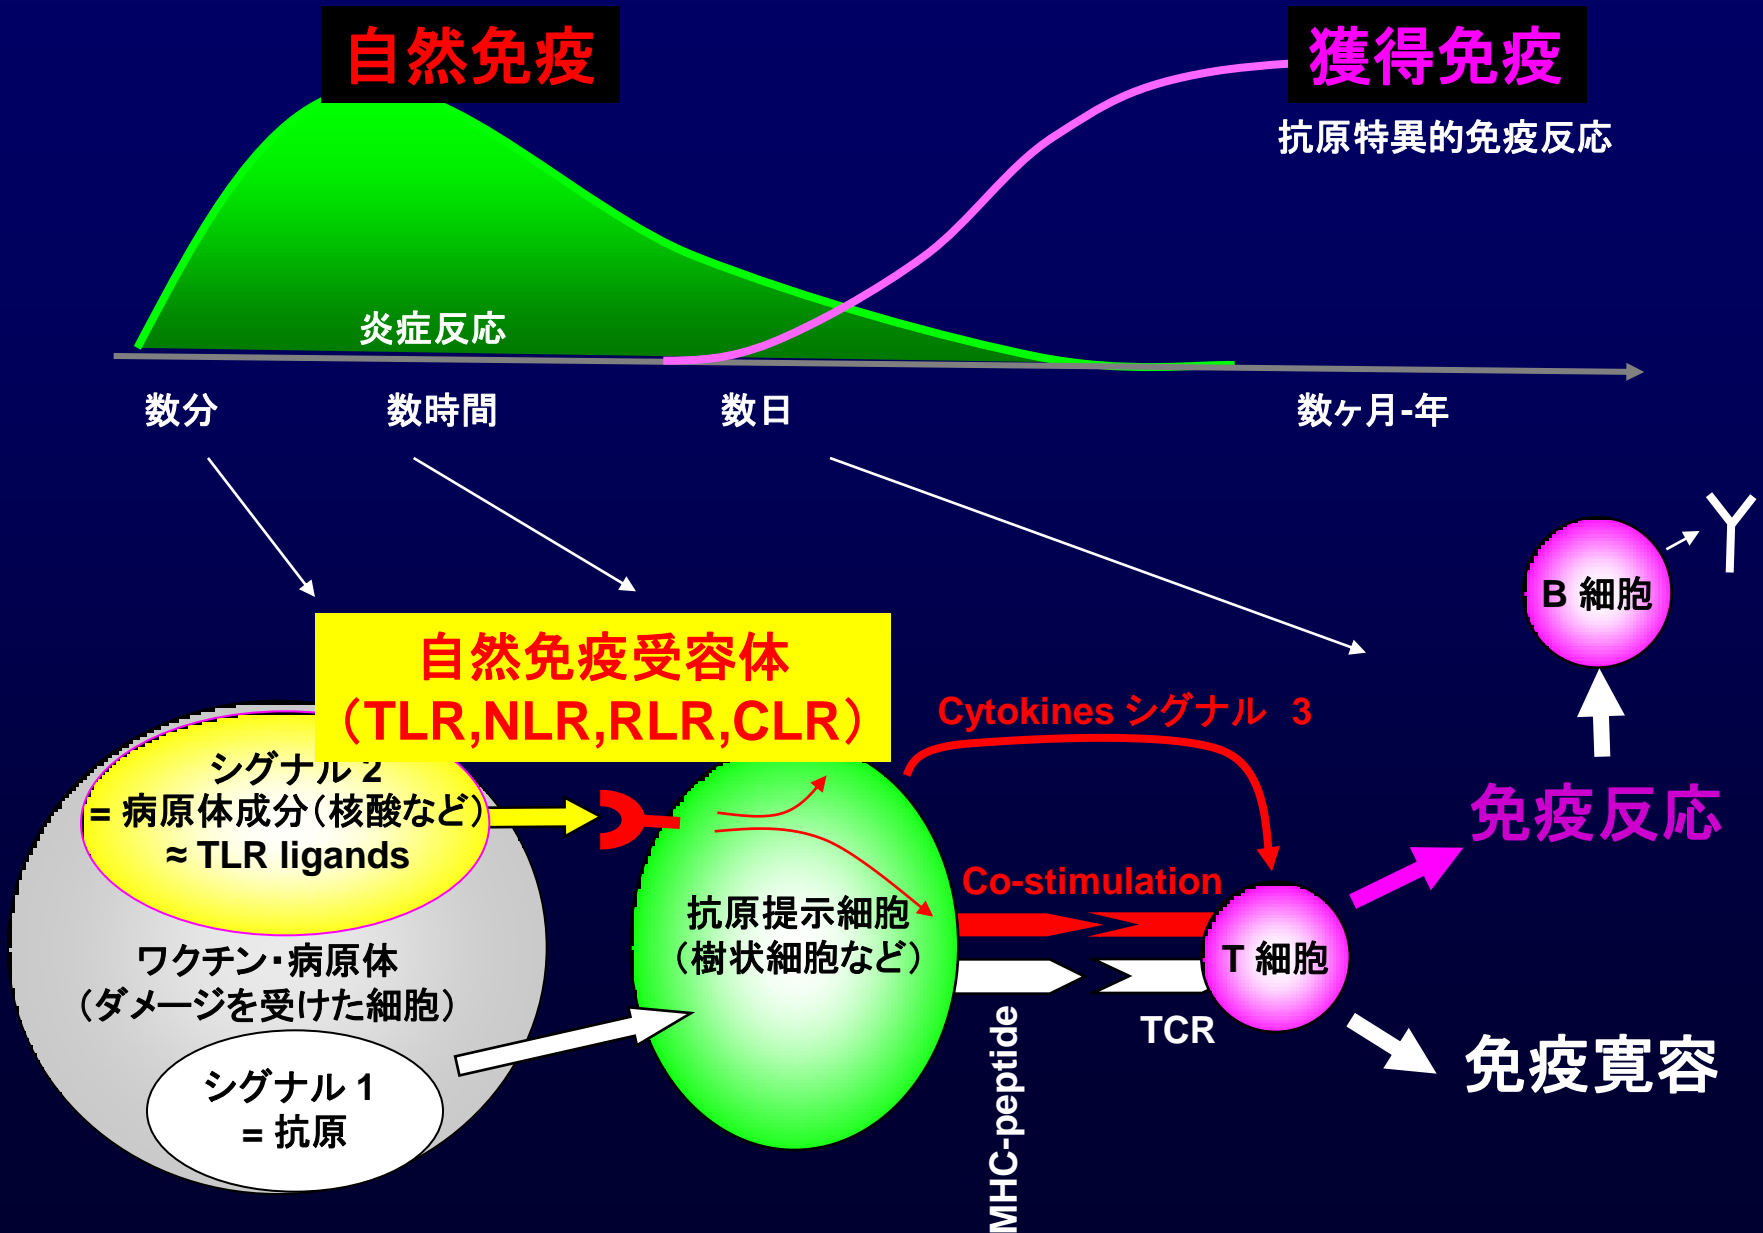 自然免疫
獲得免疫
抗原特異的免疫反応
炎症反応
数分
数時間
数日
数ヶ月-年
B 細胞
自然免疫受容体
（TLR,NLR,RLR,CLR）
Cytokines シグナル 3
シグナル 2
= 病原体成分（核酸など）
≈ TLR ligands
免疫反応
Co-stimulation
抗原提示細胞
（樹状細胞など）
T 細胞
ワクチン・病原体
（ダメージを受けた細胞）
TCR
MHC-peptide
免疫寛容
シグナル 1
= 抗原